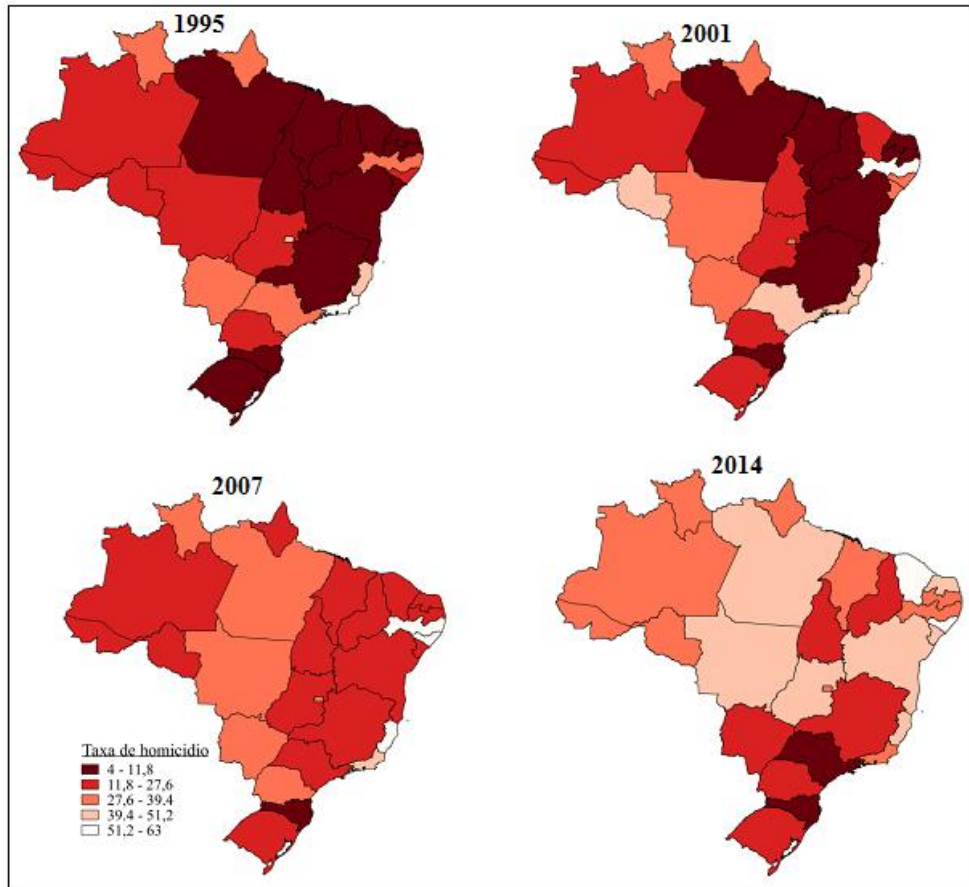 1995
2001
2007
2014
Taxa de homicidio
4 - 11,8
11,8 - 27,6
27,6 - 39.4
39.4 - 51,2
51,2 - 63